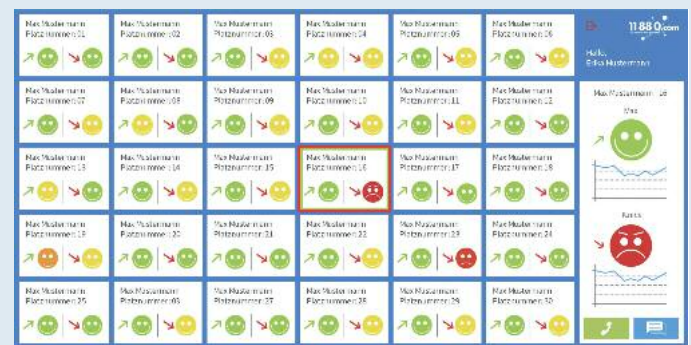 Max Mustermann
Platznummer: 01
Max Mustermann
Platznummer: 02
Max Mustermann
Platznummer: 03
Max Mustermann
Platznummer: 04
Max Mustermann
Platznummer: 05
Max Mustermann
Platznummer: 06
11880.com
Hallo,
Erika Mustermann
Max Mustermann
Platznummer: 07
Max Mustermann
Platznummer: 08
Max Mustermann
Platznummer: 09
Max Mustermann
Platznummer: 10
Max Mustermann
Platznummer: 11
Max Mustermann
Platznummer: 12
Max Mustermann - 16
Max
Max Mustermann
Platznummer: 13
Max Mustermann
Platznummer: 14
Max Mustermann
Platznummer: 15
Max Mustermann
Platznummer: 16
Max Mustermann
Platznummer: 17
Max Mustermann
Platznummer: 18
Max Mustermann
Platznummer: 19
Max Mustermann
Platznummer: 20
Max Mustermann
Platznummer: 21
Max Mustermann
Platznummer: 22
Max Mustermann
Platznummer: 23
Max Mustermann
Platznummer: 24
Max Mustermann
Platznummer: 25
Max Mustermann
Platznummer: 03
Max Mustermann
Platznummer: 27
Max Mustermann
Platznummer: 28
Max Mustermann
Platznummer: 29
Max Mustermann
Platznummer: 30